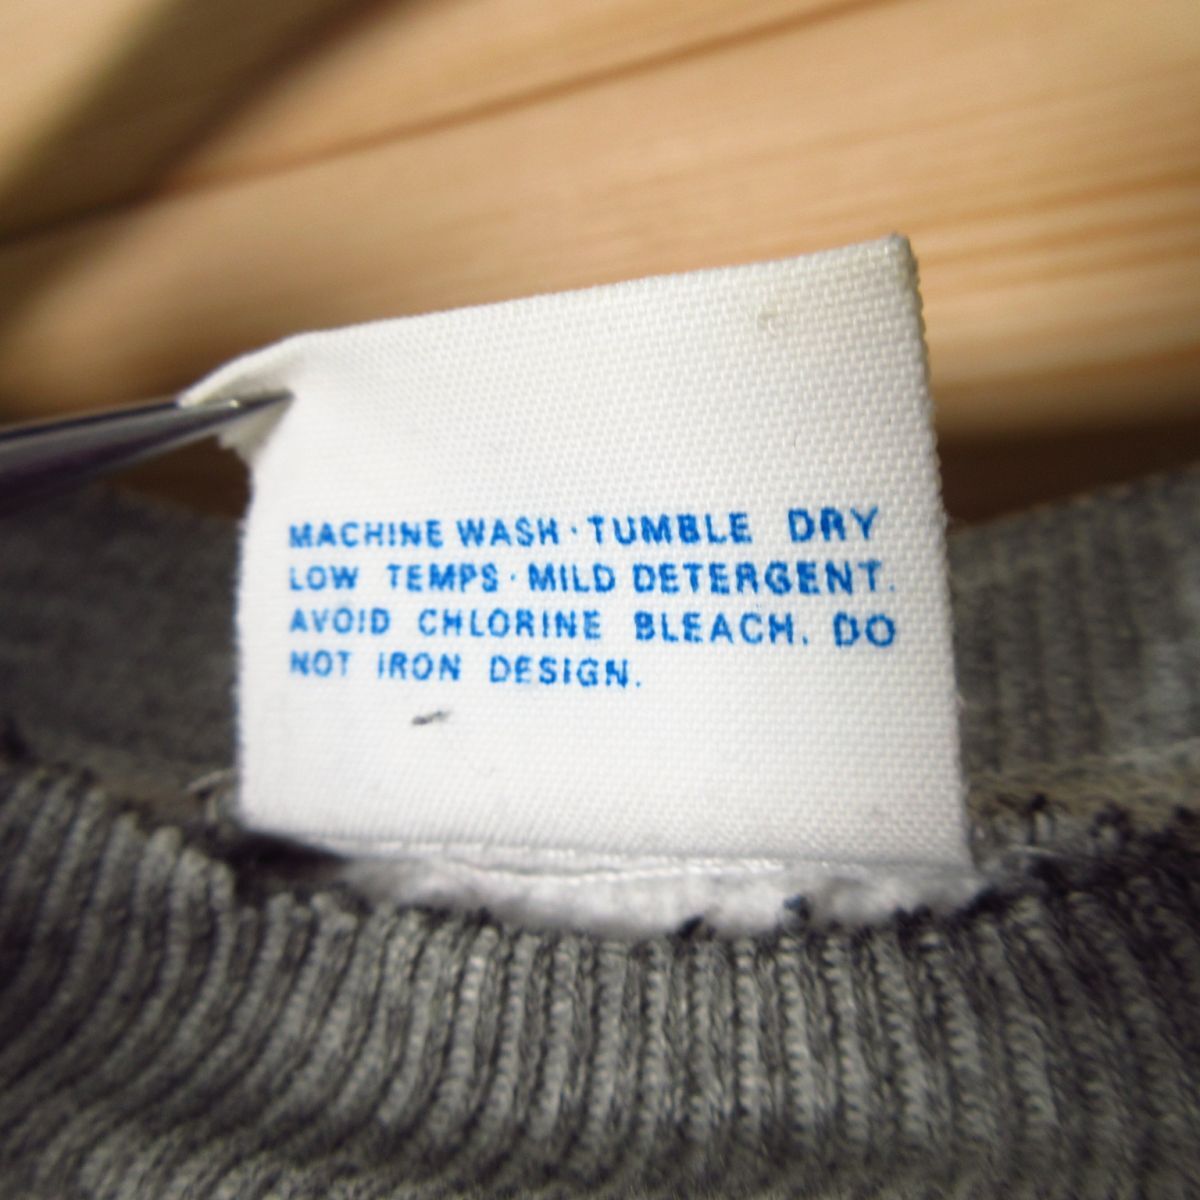 MACHINE WASH · TUMBLE DRY
LOW TEMPS · MILD DETERGENT.
AVOID CHLORINE BLEACH. DO
NOT IRON DESIGN.